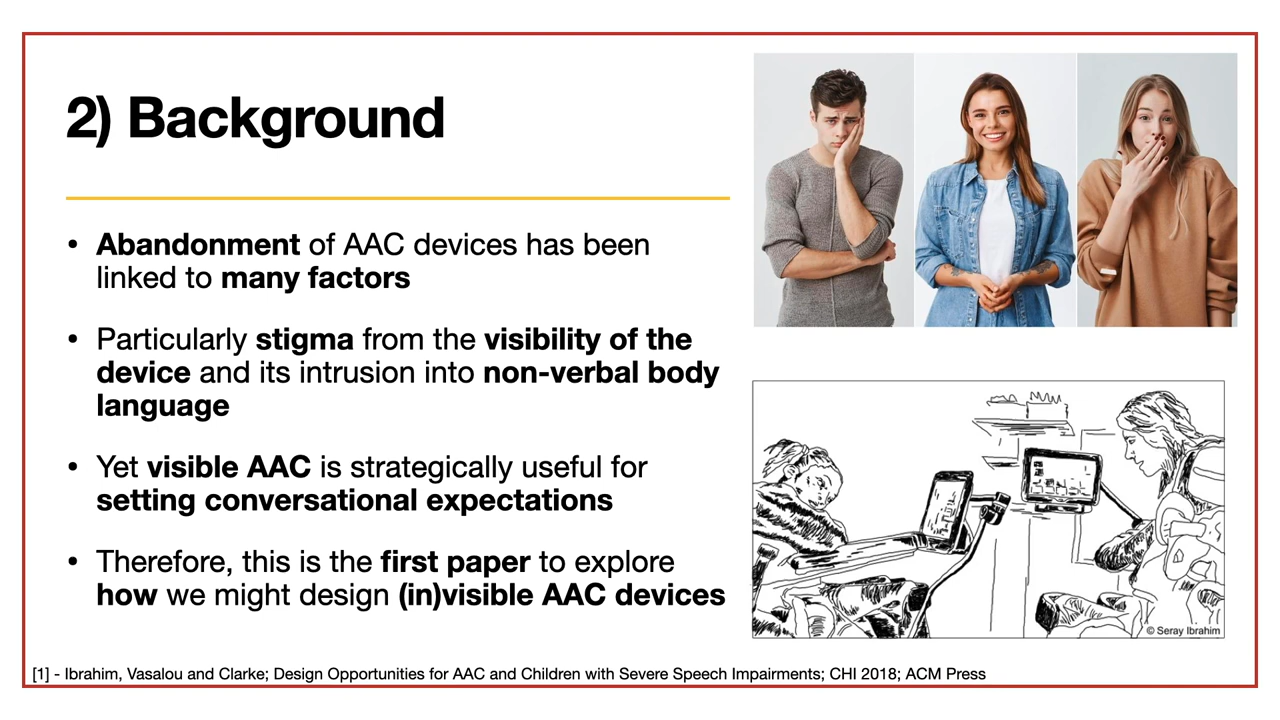 2) Background
• Abandonment of AAC devices has been
linked to many factors
• Particularly stigma from the visibility of the
device and its intrusion into non-verbal body
language
• Yet visible AAC is strategically useful for
setting conversational expectations
• Therefore, this is the first paper to explore
how we might design (in)visible AAC devices
© Seray Ibrahim
[1] - Ibrahim, Vasalou and Clarke; Design Opportunities for AAC and Children with Severe Speech Impairments; CHI 2018; ACM Press